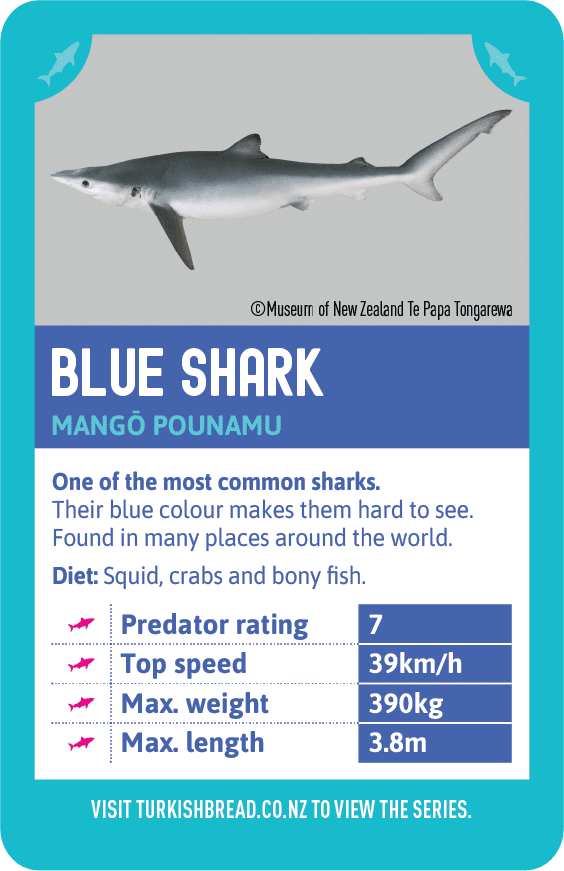 ©Museum of New Zealand Te Papa Tongarewa
BLUE SHARK
MANGŌ POUNAMU
One of the most common sharks.
Their blue colour makes them hard to see.
Found in many places around the world.
Diet: Squid, crabs and bony fish.
Predator rating 7
Top speed 39km/h
Max. weight 390kg
Max. length 3.8m
VISIT TURKISHBREAD.CO.NZ TO VIEW THE SERIES.